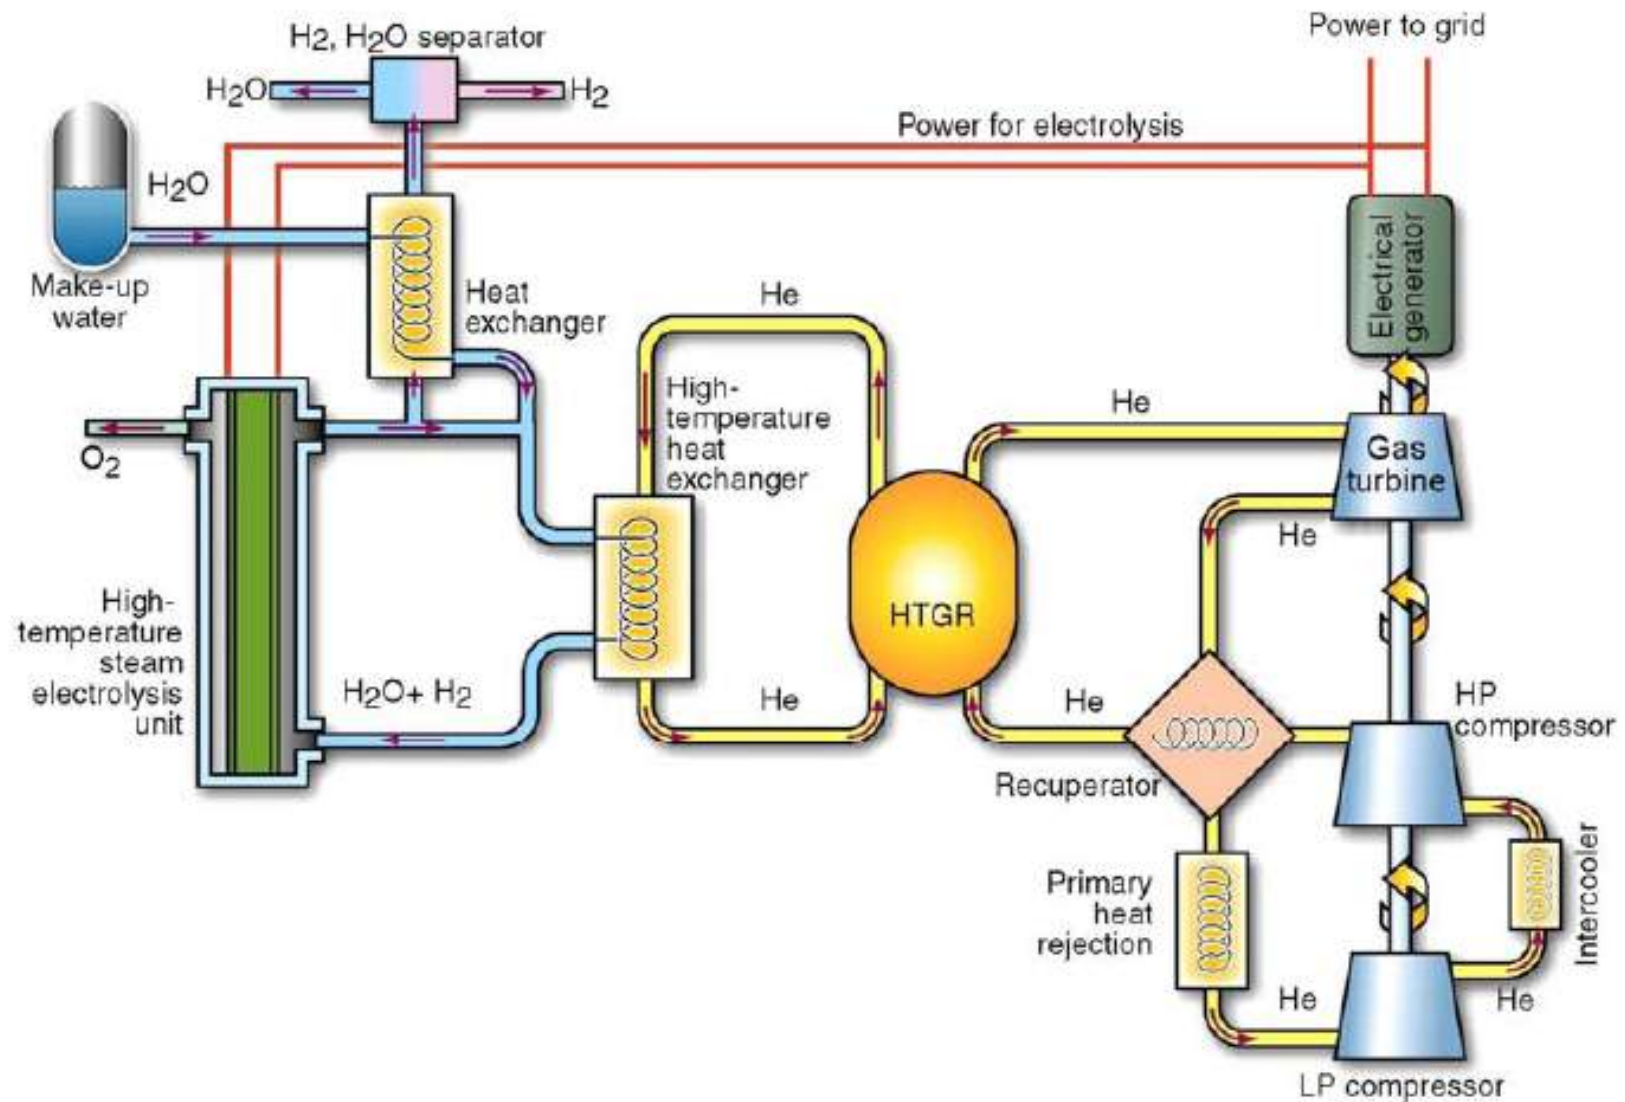 H2, H2O separator
Power to grid
H2O
H2
Power for electrolysis
H2O
Make-up
water
Heat
exchanger
Electrical
generator
He
High-
temperature
heat
exchanger
He
Gas
turbine
O2
He
HTGR
High-
temperature
steam
electrolysis
unit
H2O+ H2
He
He
HP
compressor
Recuperator
Intercooler
Primary
heat
rejection
He
He
LP compressor